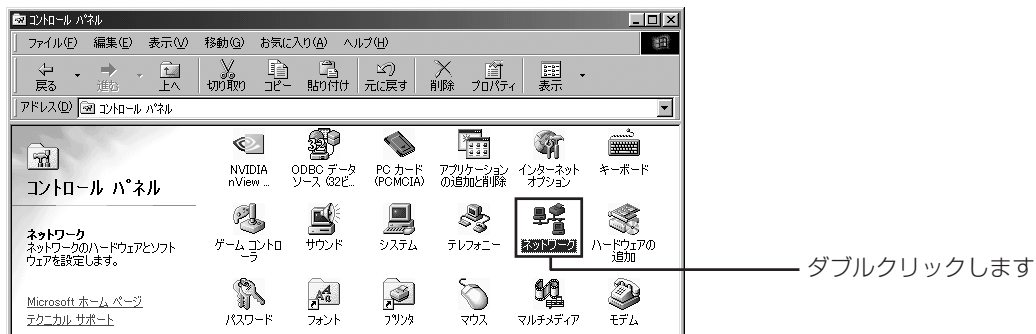 コントロール パネル
ファイル(F) 編集(E) 表示(V) 移動(G) お気に入り(A) ヘルプ(H)
戻る 進む 上へ 切り取り コピー 貼り付け 元に戻す 削除 プロパティ 表示
アドレス(D) コントロール パネル
コントロール パネル
ネットワーク
ネットワークのハードウェアとソフト
ウェアを設定します。
Microsoft ホーム ページ
テクニカル サポート
NVIDIA
nView ...
ODBC データ
ソース (32ビ...
PC カード
(PCMCIA)
アプリケーション
の追加と削除
インターネット
オプション
キーボード
ゲーム コントロ
ーラ
サウンド
システム
テレフォニー
ネットワーク
ハードウェアの
追加
パスワード
フォント
プリンタ
マウス
マルチメディア
モデム
ダブルクリックします